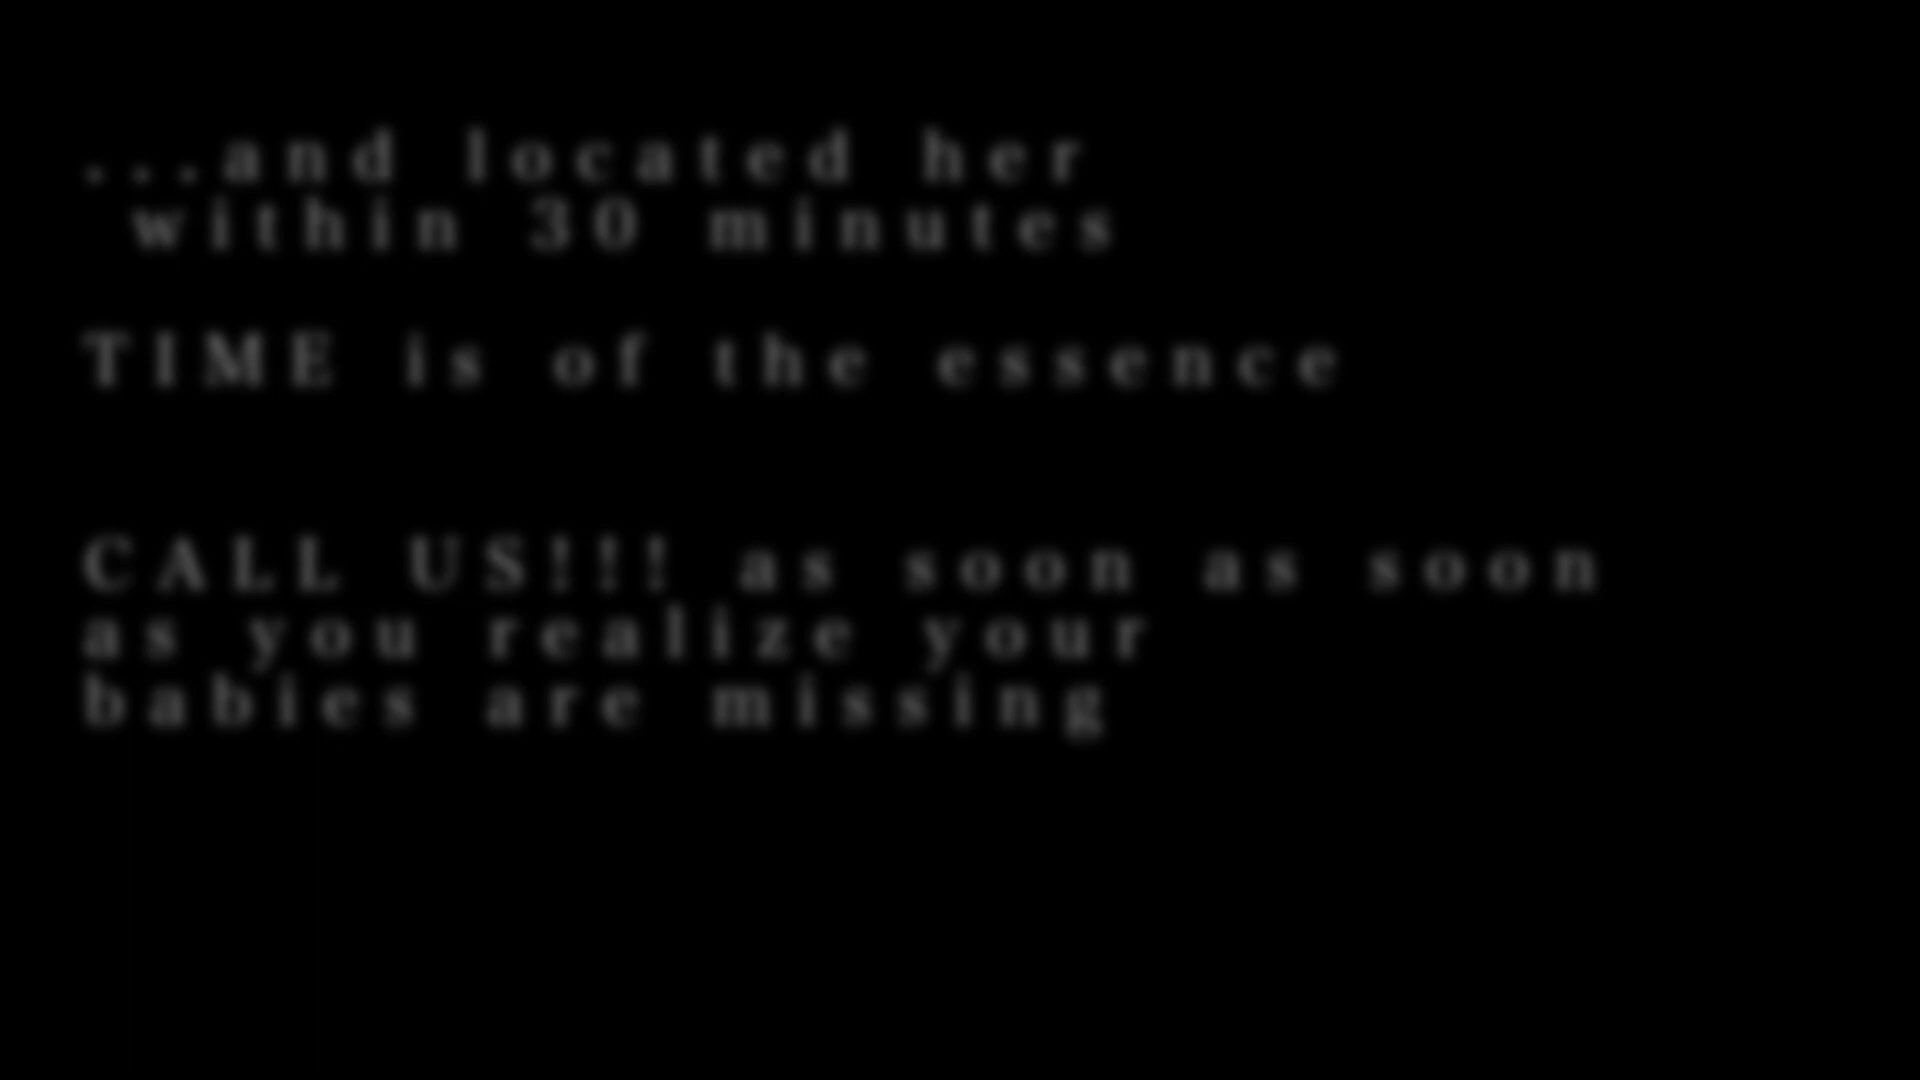 ...and located her
within 30 minutes
TIME is of the essence
CALL US!!! as soon as soon
as you realize your
babies are missing